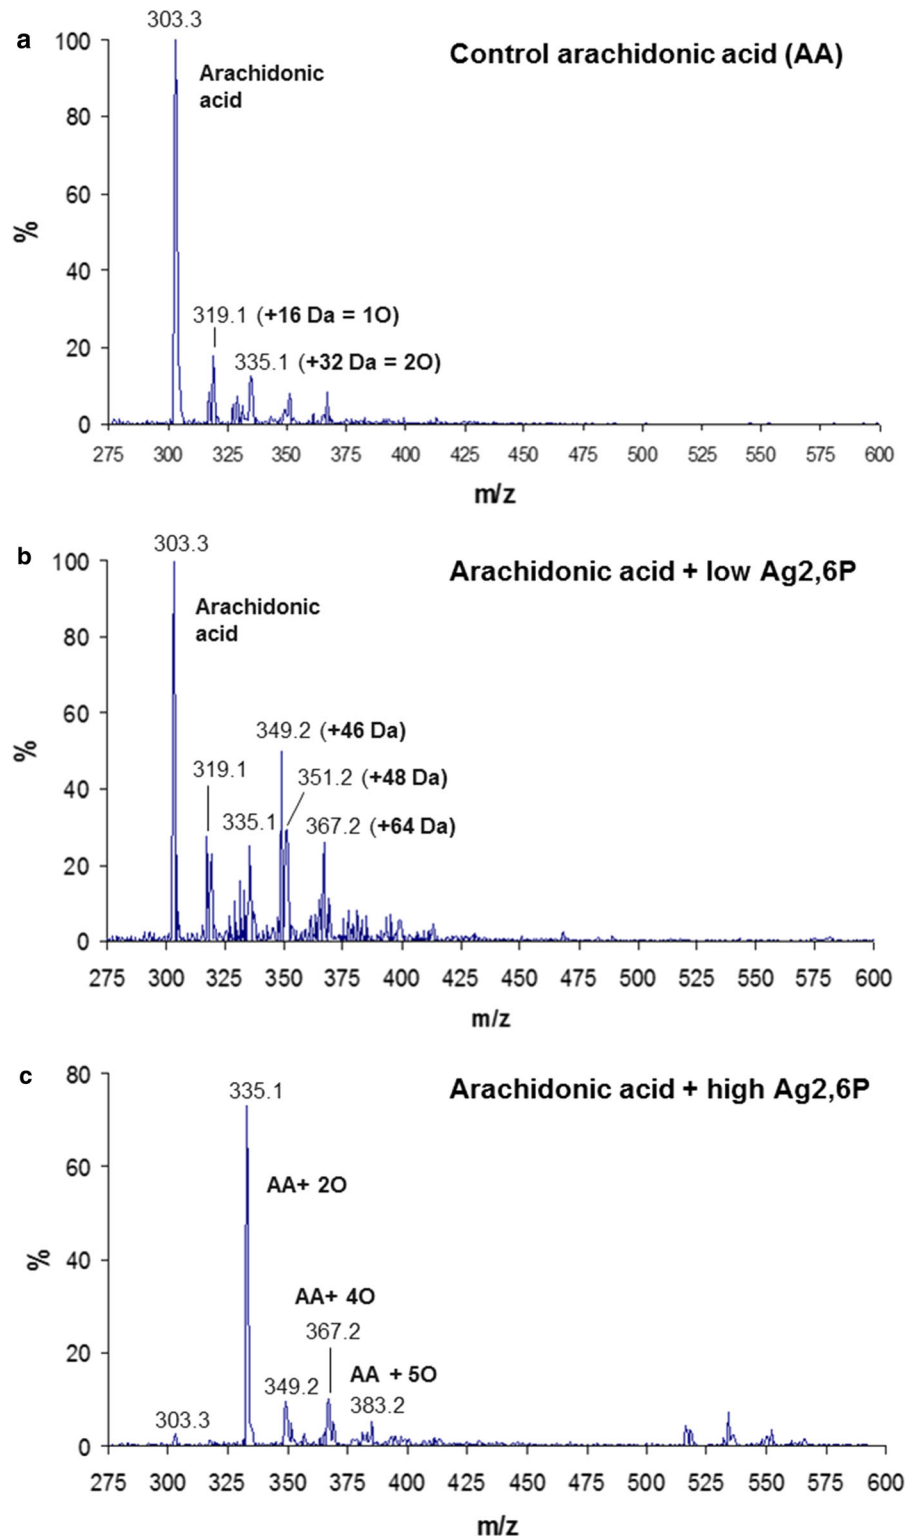 a
303.3
Control arachidonic acid (AA)
Arachidonic
acid
100
80
60
40
20
0
%
319.1 (+16 Da = 1O)
335.1 (+32 Da = 2O)
275 300 325 350 375 400 425 450 475 500 525 550 575 600
m/z
b
303.3
Arachidonic acid + low Ag2,6P
Arachidonic
acid
100
80
60
40
20
0
%
349.2 (+46 Da)
319.1
351.2 (+48 Da)
335.1
367.2 (+64 Da)
275 300 325 350 375 400 425 450 475 500 525 550 575 600
m/z
c
335.1
Arachidonic acid + high Ag2,6P
80
60
40
20
0
%
AA+ 2O
AA+ 4O
367.2
AA + 5O
349.2
383.2
303.3
275 300 325 350 375 400 425 450 475 500 525 550 575 600
m/z